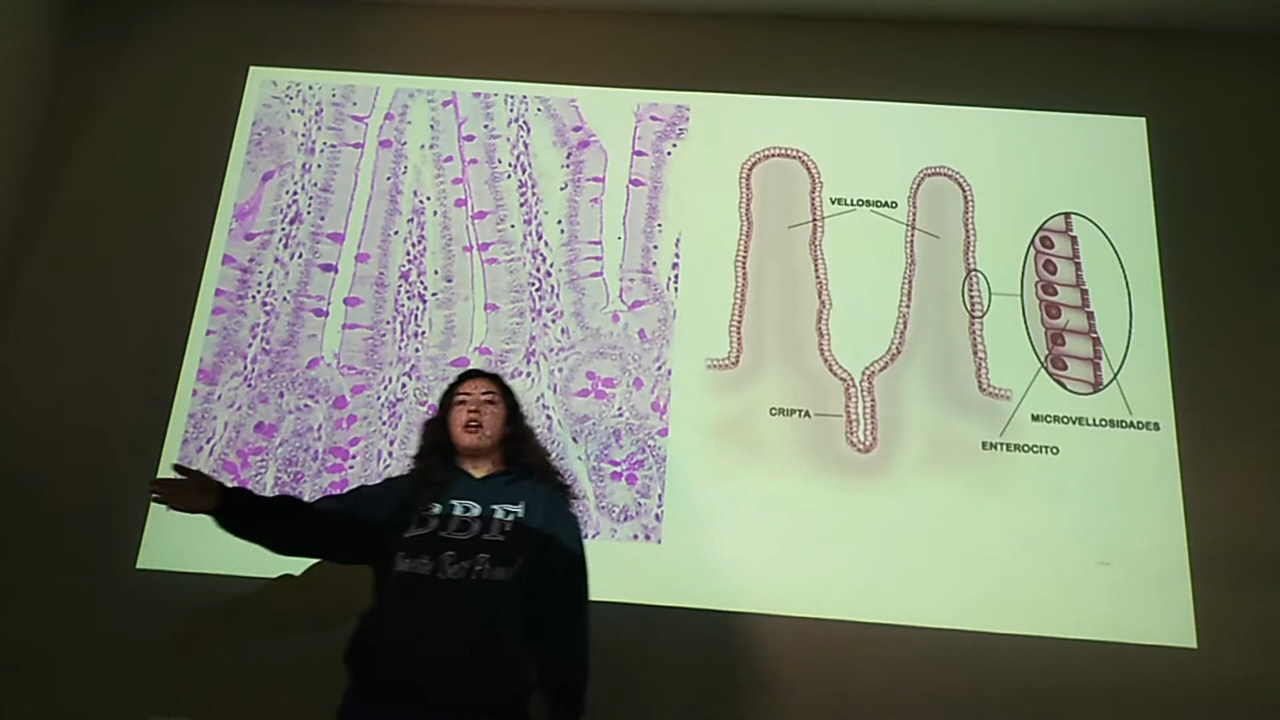 VELLOSIDAD
CRIPTA
MICROVELLOSIDADES
ENTEROCITO
BBF